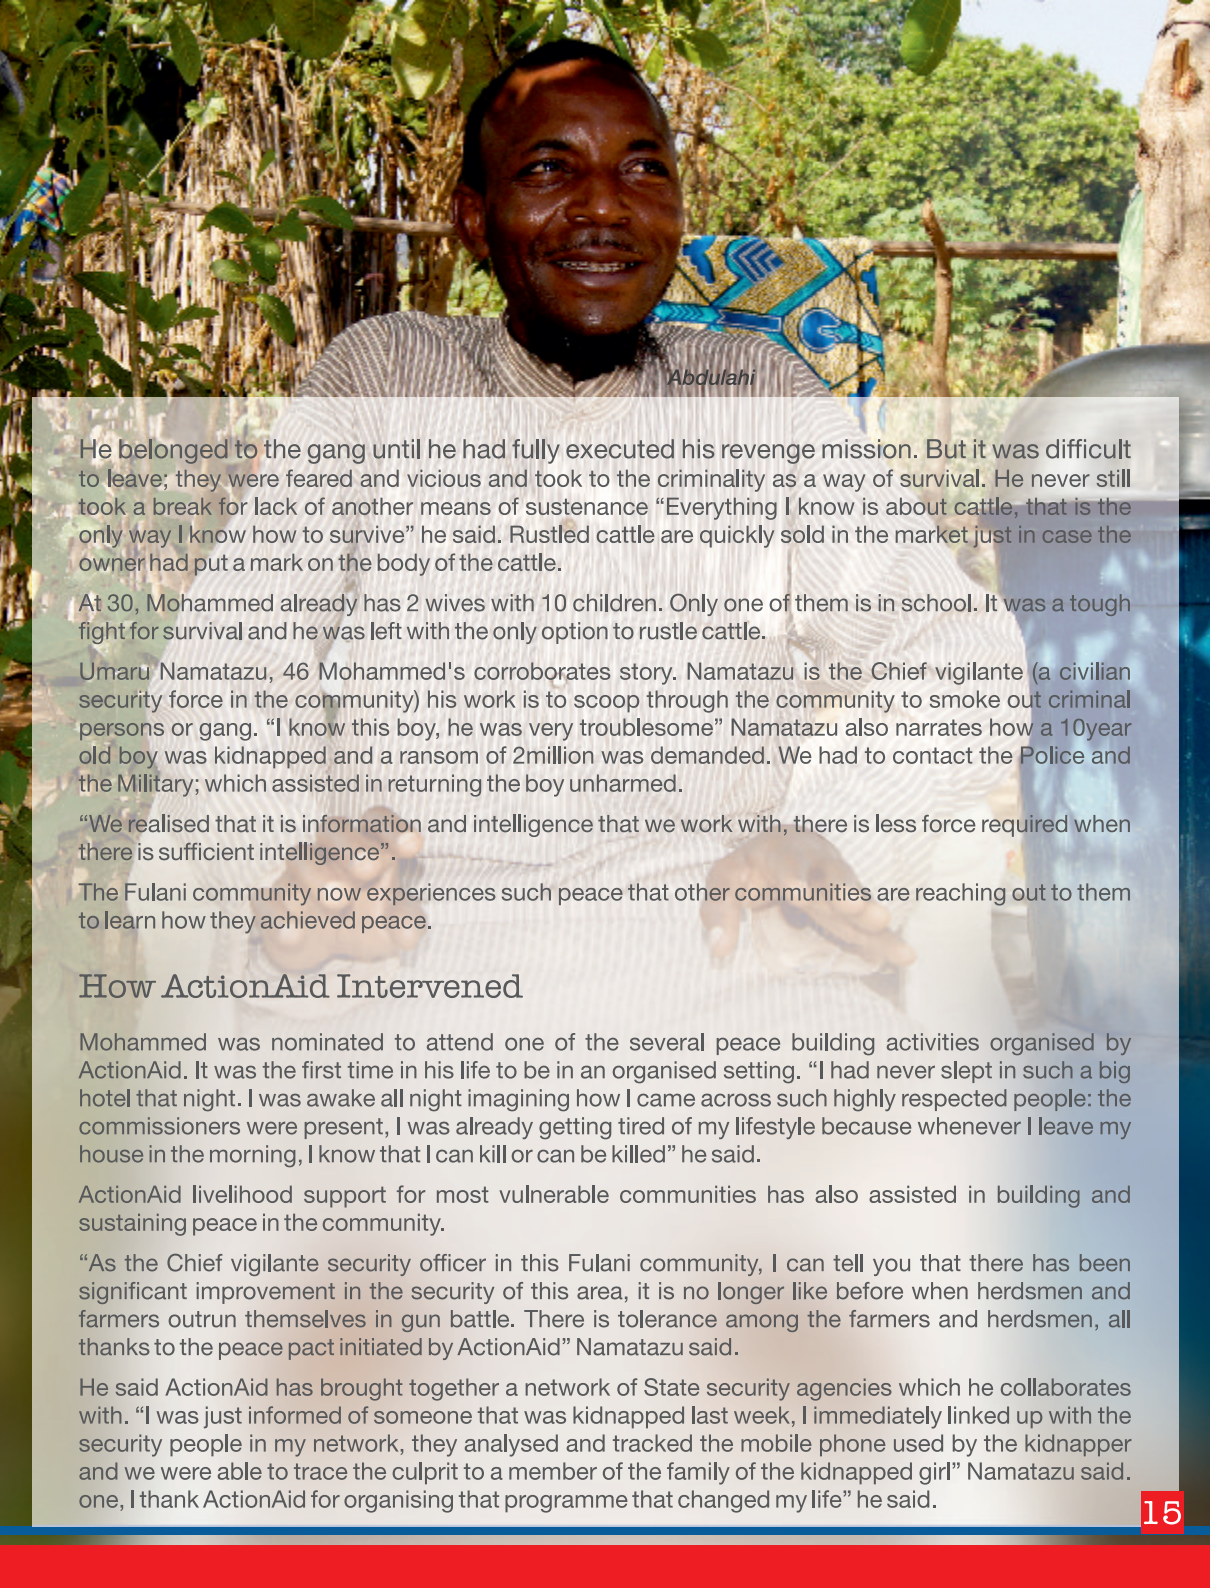 Abdulahi
He belonged to the gang until he had fully executed his revenge mission. But it was difficult
to leave; they were feared and vicious and took to the criminality as a way of survival. He never still
took a break for lack of another means of sustenance “Everything I know is about cattle, that is the
only way I know how to survive” he said. Rustled cattle are quickly sold in the market just in case the
owner had put a mark on the body of the cattle.
At 30, Mohammed already has 2 wives with 10 children. Only one of them is in school. It was a tough
fight for survival and he was left with the only option to rustle cattle.
Umaru Namatazu, 46 Mohammed's corroborates story. Namatazu is the Chief vigilante (a civilian
security force in the community) his work is to scoop through the community to smoke out criminal
persons or gang. “I know this boy, he was very troublesome” Namatazu also narrates how a 10year
old boy was kidnapped and a ransom of 2million was demanded. We had to contact the Police and
the Military; which assisted in returning the boy unharmed.
“We realised that it is information and intelligence that we work with, there is less force required when
there is sufficient intelligence”.
The Fulani community now experiences such peace that other communities are reaching out to them
to learn how they achieved peace.
How ActionAid Intervened
Mohammed was nominated to attend one of the several peace building activities organised by
ActionAid. It was the first time in his life to be in an organised setting. “I had never slept in such a big
hotel that night. I was awake all night imagining how I came across such highly respected people: the
commissioners were present, I was already getting tired of my lifestyle because whenever I leave my
house in the morning, I know that I can kill or can be killed” he said.
ActionAid livelihood support for most vulnerable communities has also assisted in building and
sustaining peace in the community.
“As the Chief vigilante security officer in this Fulani community, I can tell you that there has been
significant improvement in the security of this area, it is no longer like before when herdsmen and
farmers outrun themselves in gun battle. There is tolerance among the farmers and herdsmen, all
thanks to the peace pact initiated by ActionAid” Namatazu said.
He said ActionAid has brought together a network of State security agencies which he collaborates
with. “I was just informed of someone that was kidnapped last week, I immediately linked up with the
security people in my network, they analysed and tracked the mobile phone used by the kidnapper
and we were able to trace the culprit to a member of the family of the kidnapped girl” Namatazu said.
one, I thank ActionAid for organising that programme that changed my life” he said.
15